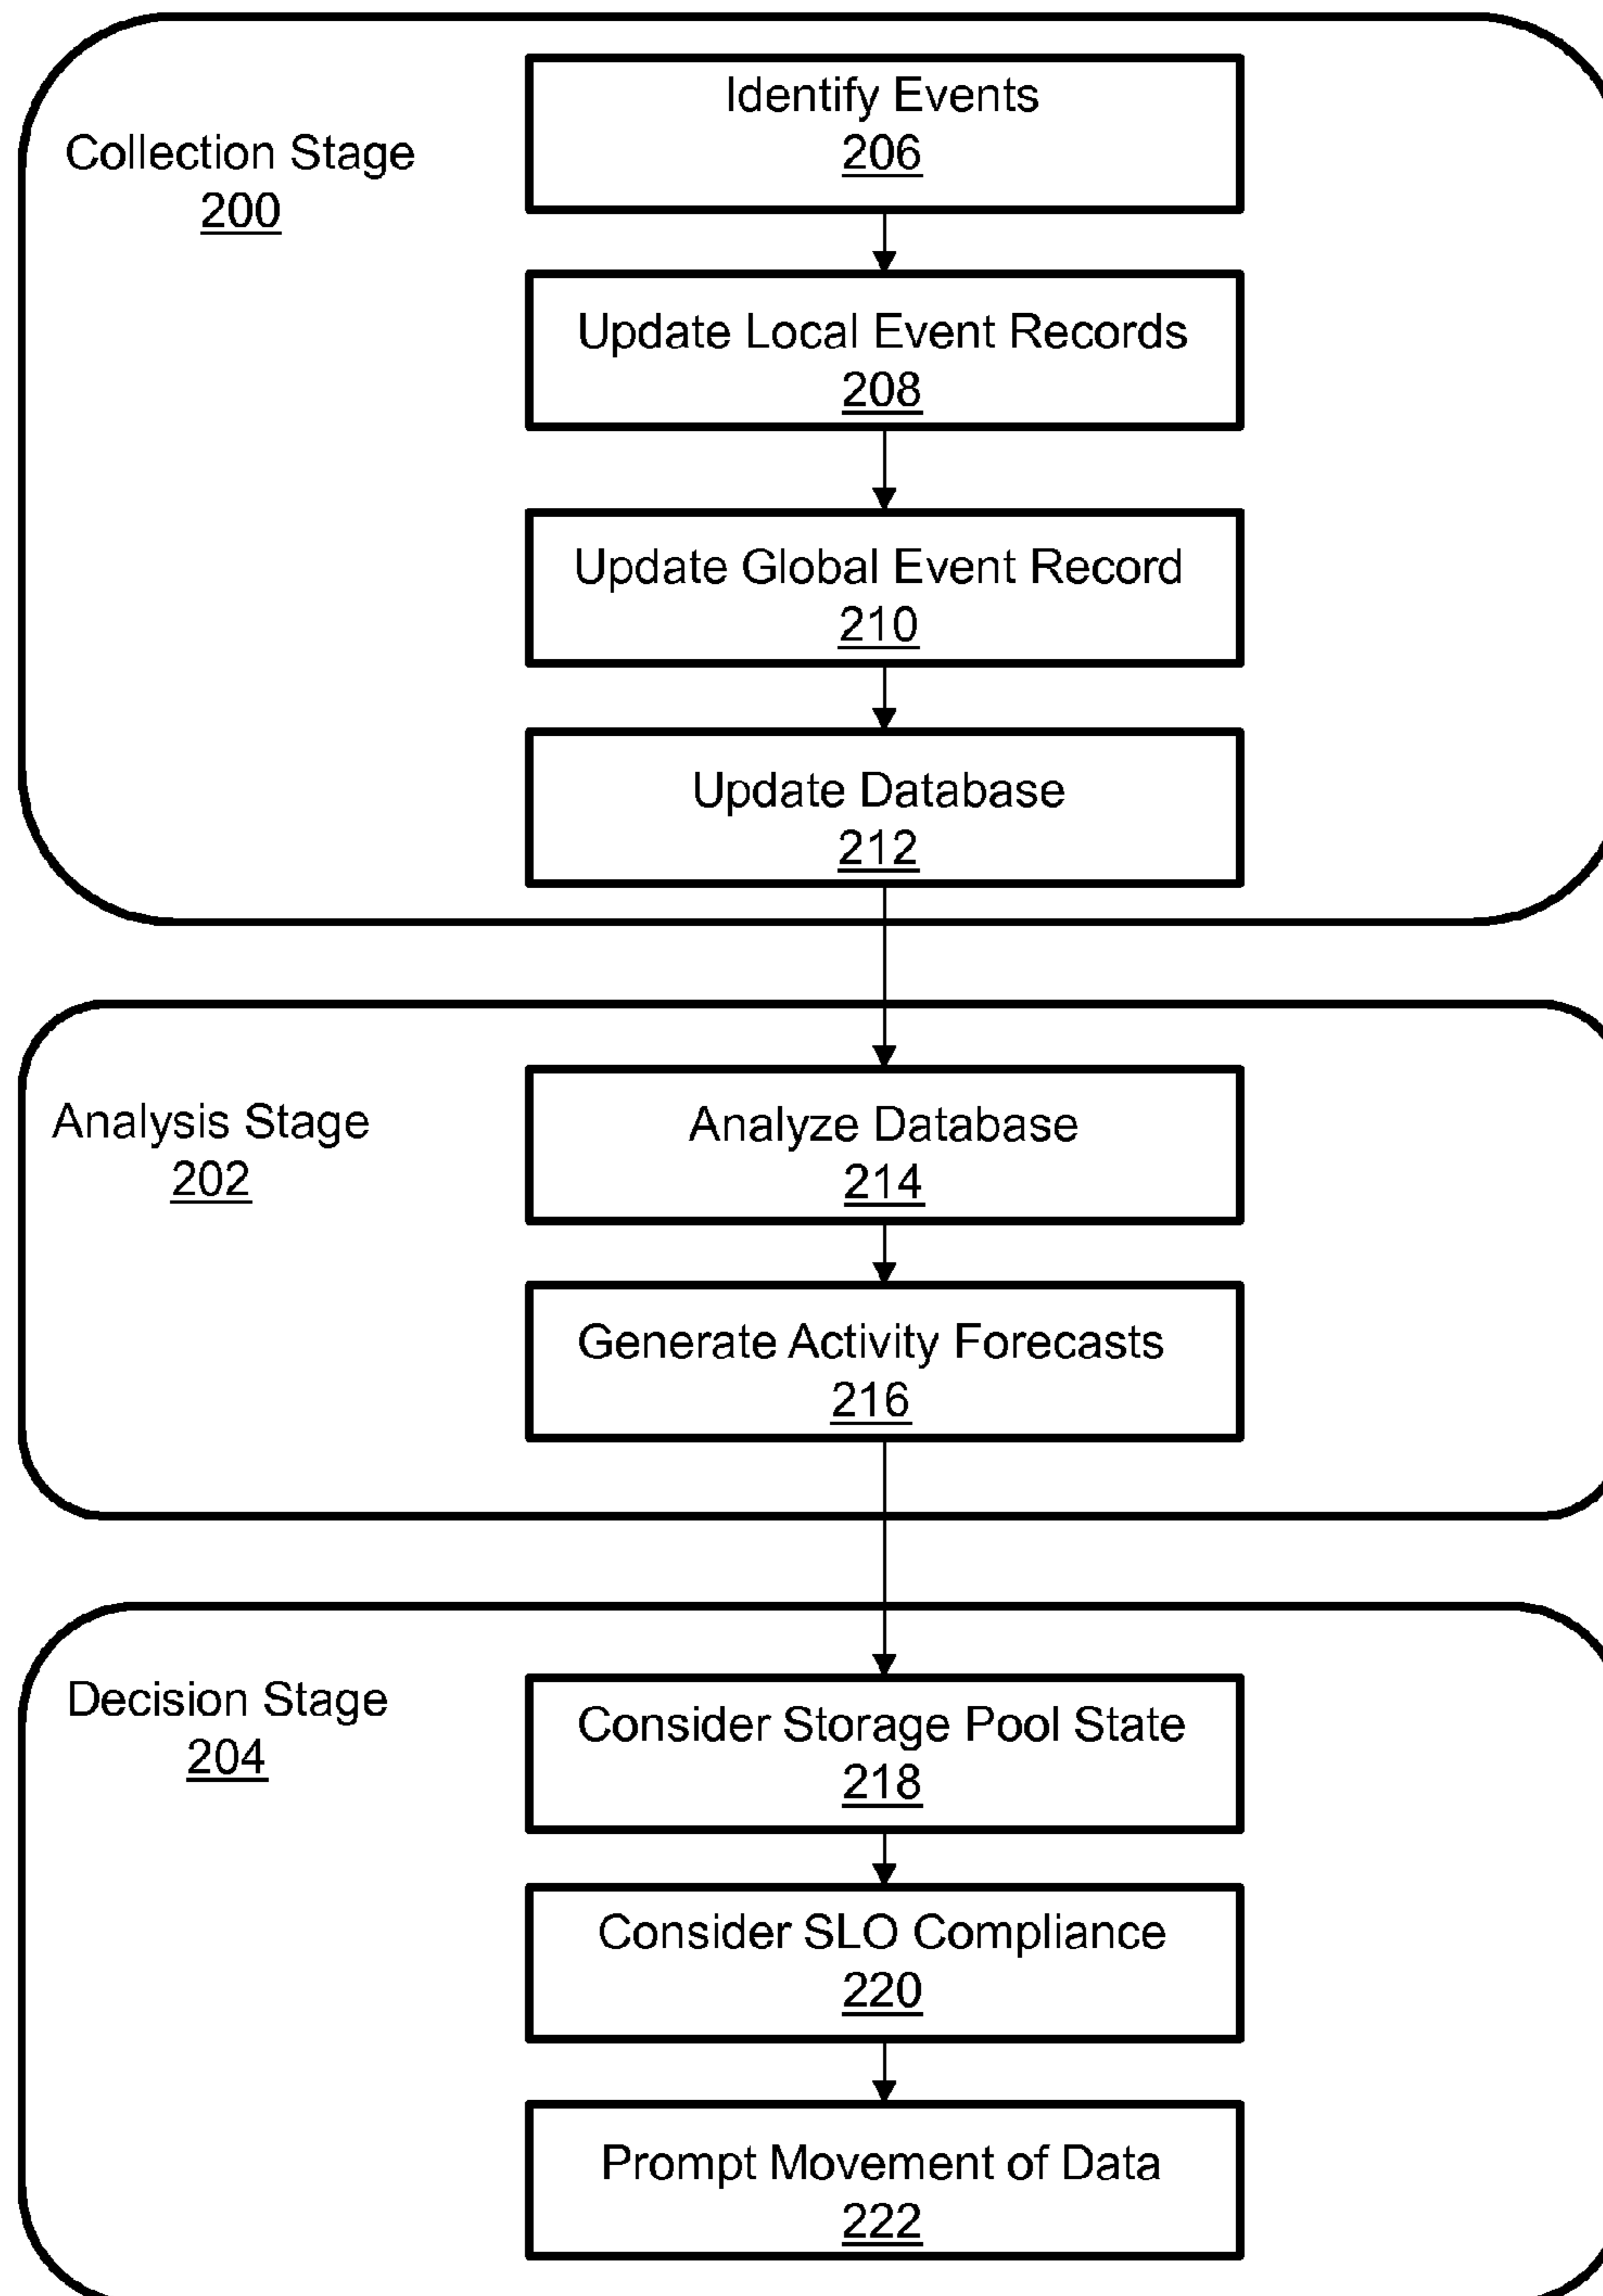 Collection Stage
200
Identify Events
206
Update Local Event Records
208
Update Global Event Record
210
Update Database
212
Analysis Stage
202
Analyze Database
214
Generate Activity Forecasts
216
Decision Stage
204
Consider Storage Pool State
218
Consider SLO Compliance
220
Prompt Movement of Data
222